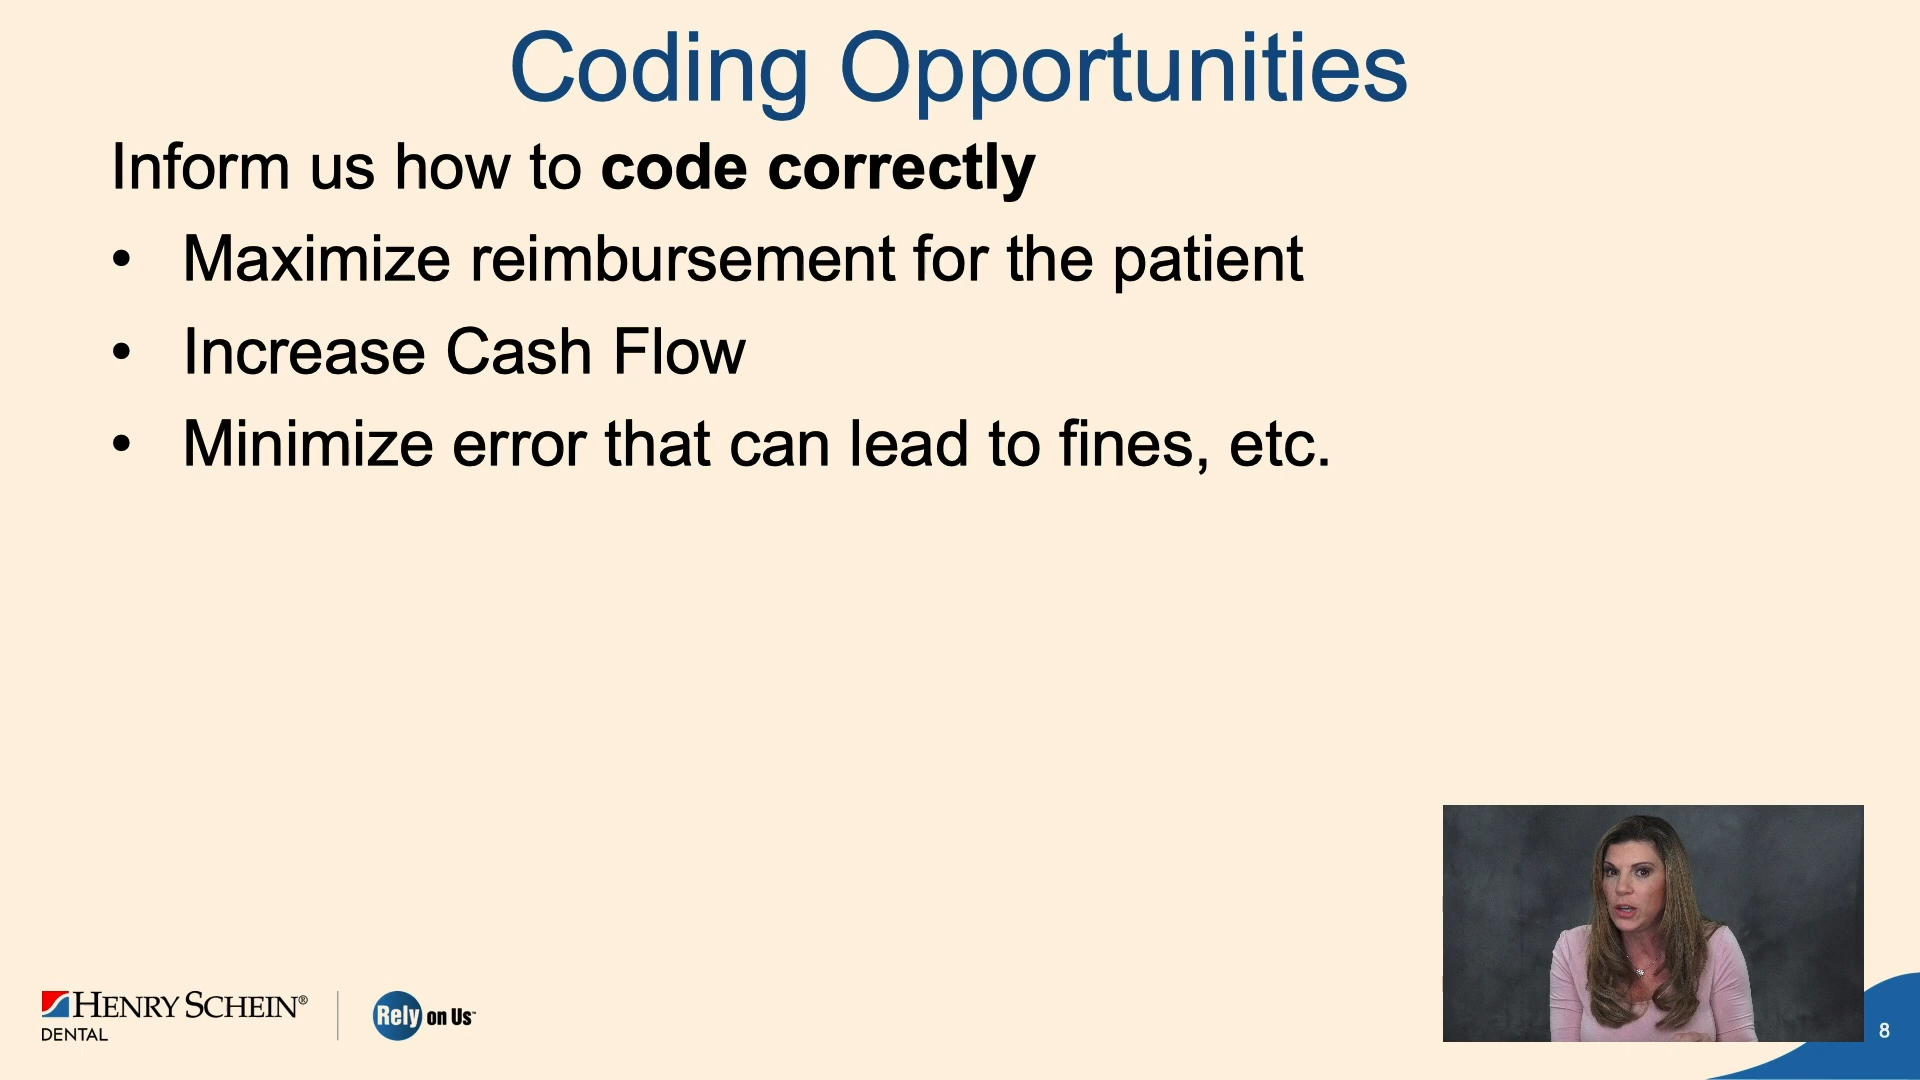 Coding Opportunities
Inform us how to code correctly
• Maximize reimbursement for the patient
• Increase Cash Flow
• Minimize error that can lead to fines, etc.
HENRY SCHEIN®
DENTAL
Rely on Us™
8